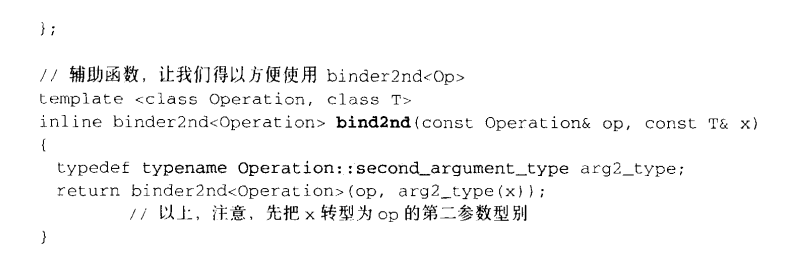 };
// 辅助函数，让我们得以方便使用 binder2nd<Op>
template <class Operation, class T>
inline binder2nd<Operation> bind2nd(const Operation& op, const T& x)
{
typedef typename Operation::second_argument_type arg2_type;
return binder2nd<Operation>(op, arg2_type(x));
// 以上，注意，先把 x 转型为 op 的第二参数型别
}